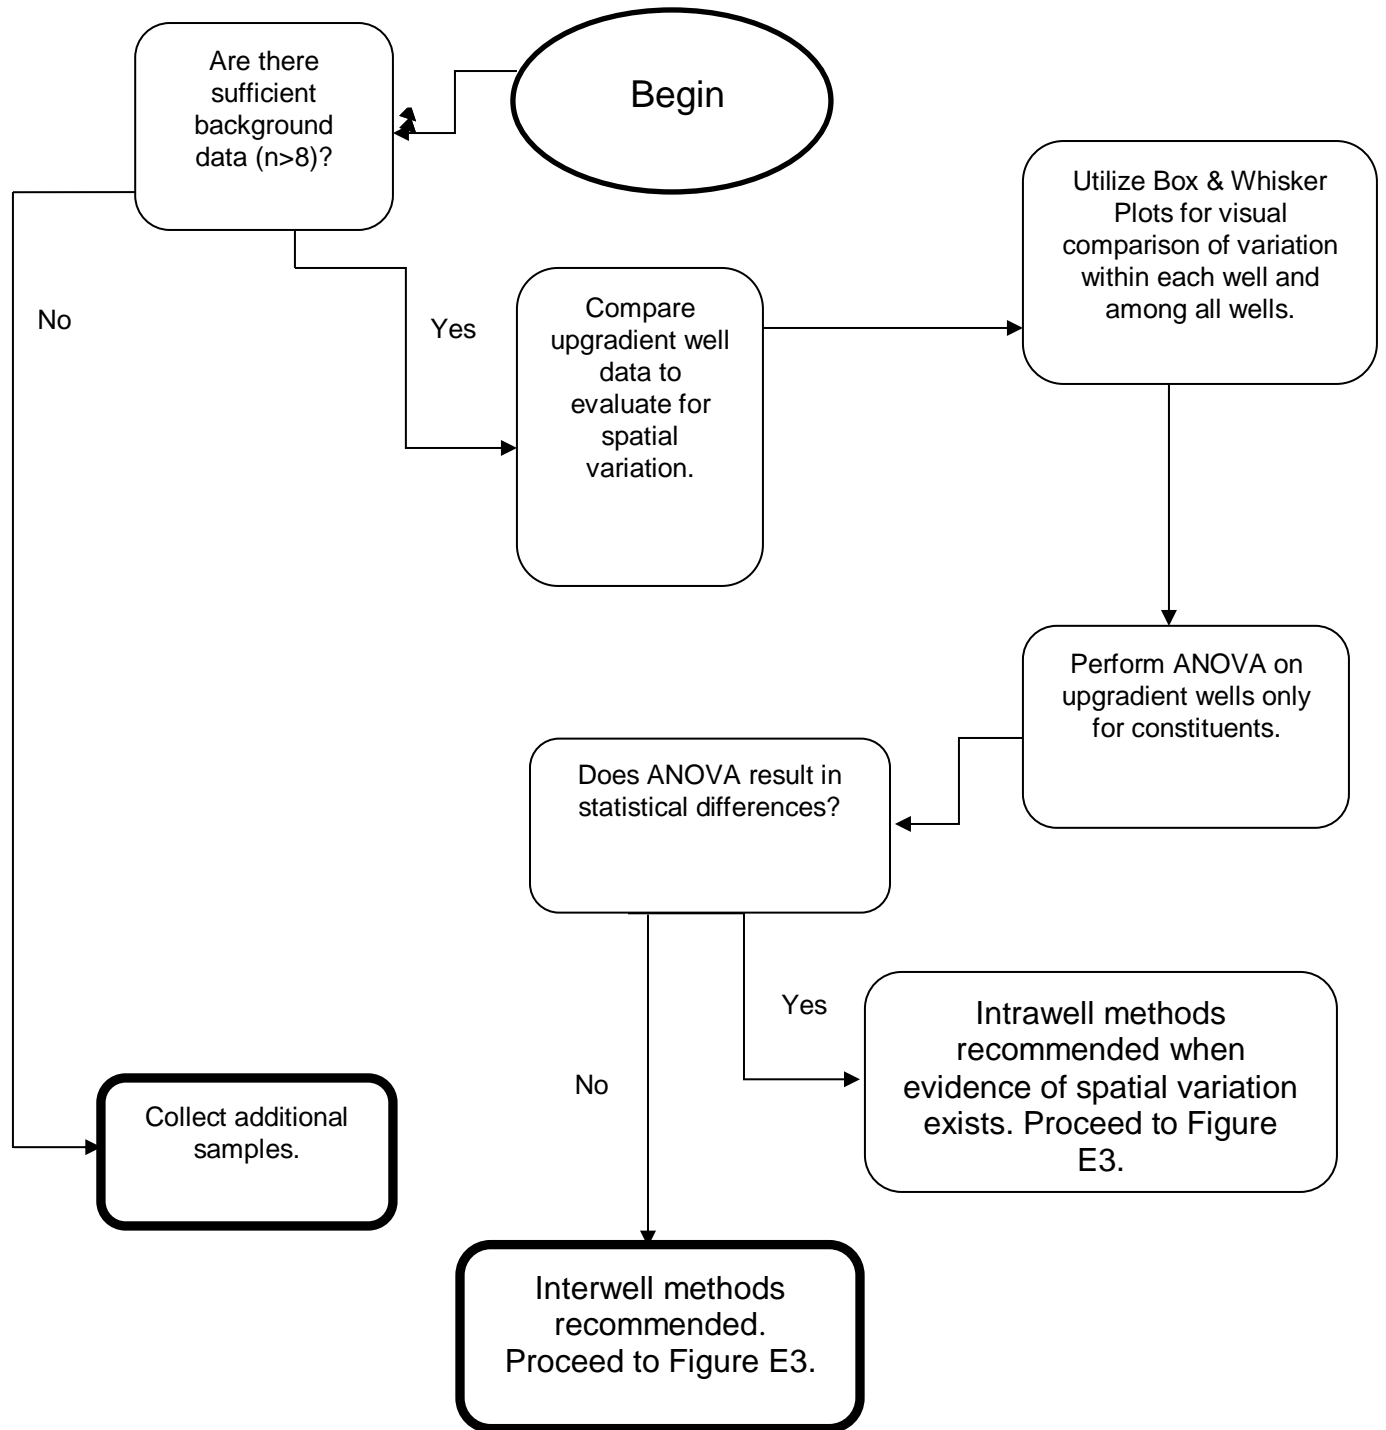 Begin
Are there
sufficient
background
data (n>8)?
No
Yes
Compare
upgradient well
data to
evaluate for
spatial
variation.
Utilize Box & Whisker
Plots for visual
comparison of variation
within each well and
among all wells.
Perform ANOVA on
upgradient wells only
for constituents.
Does ANOVA result in
statistical differences?
Yes
No
Intrawell methods
recommended when
evidence of spatial variation
exists. Proceed to Figure
E3.
Collect additional
samples.
Interwell methods
recommended.
Proceed to Figure E3.